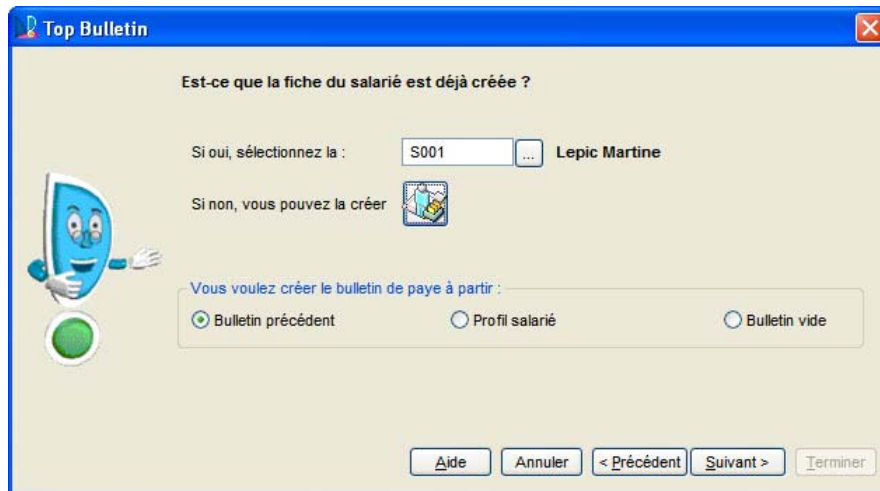 Top Bulletin
Est-ce que la fiche du salarié est déjà créée ?
Si oui, sélectionnez la : S001 ... Lepic Martine
Si non, vous pouvez la créer
Vous voulez créer le bulletin de paye à partir :
Bulletin précédent Profil salarié Bulletin vide
Aide Annuler < Précédent Suivant > Terminer